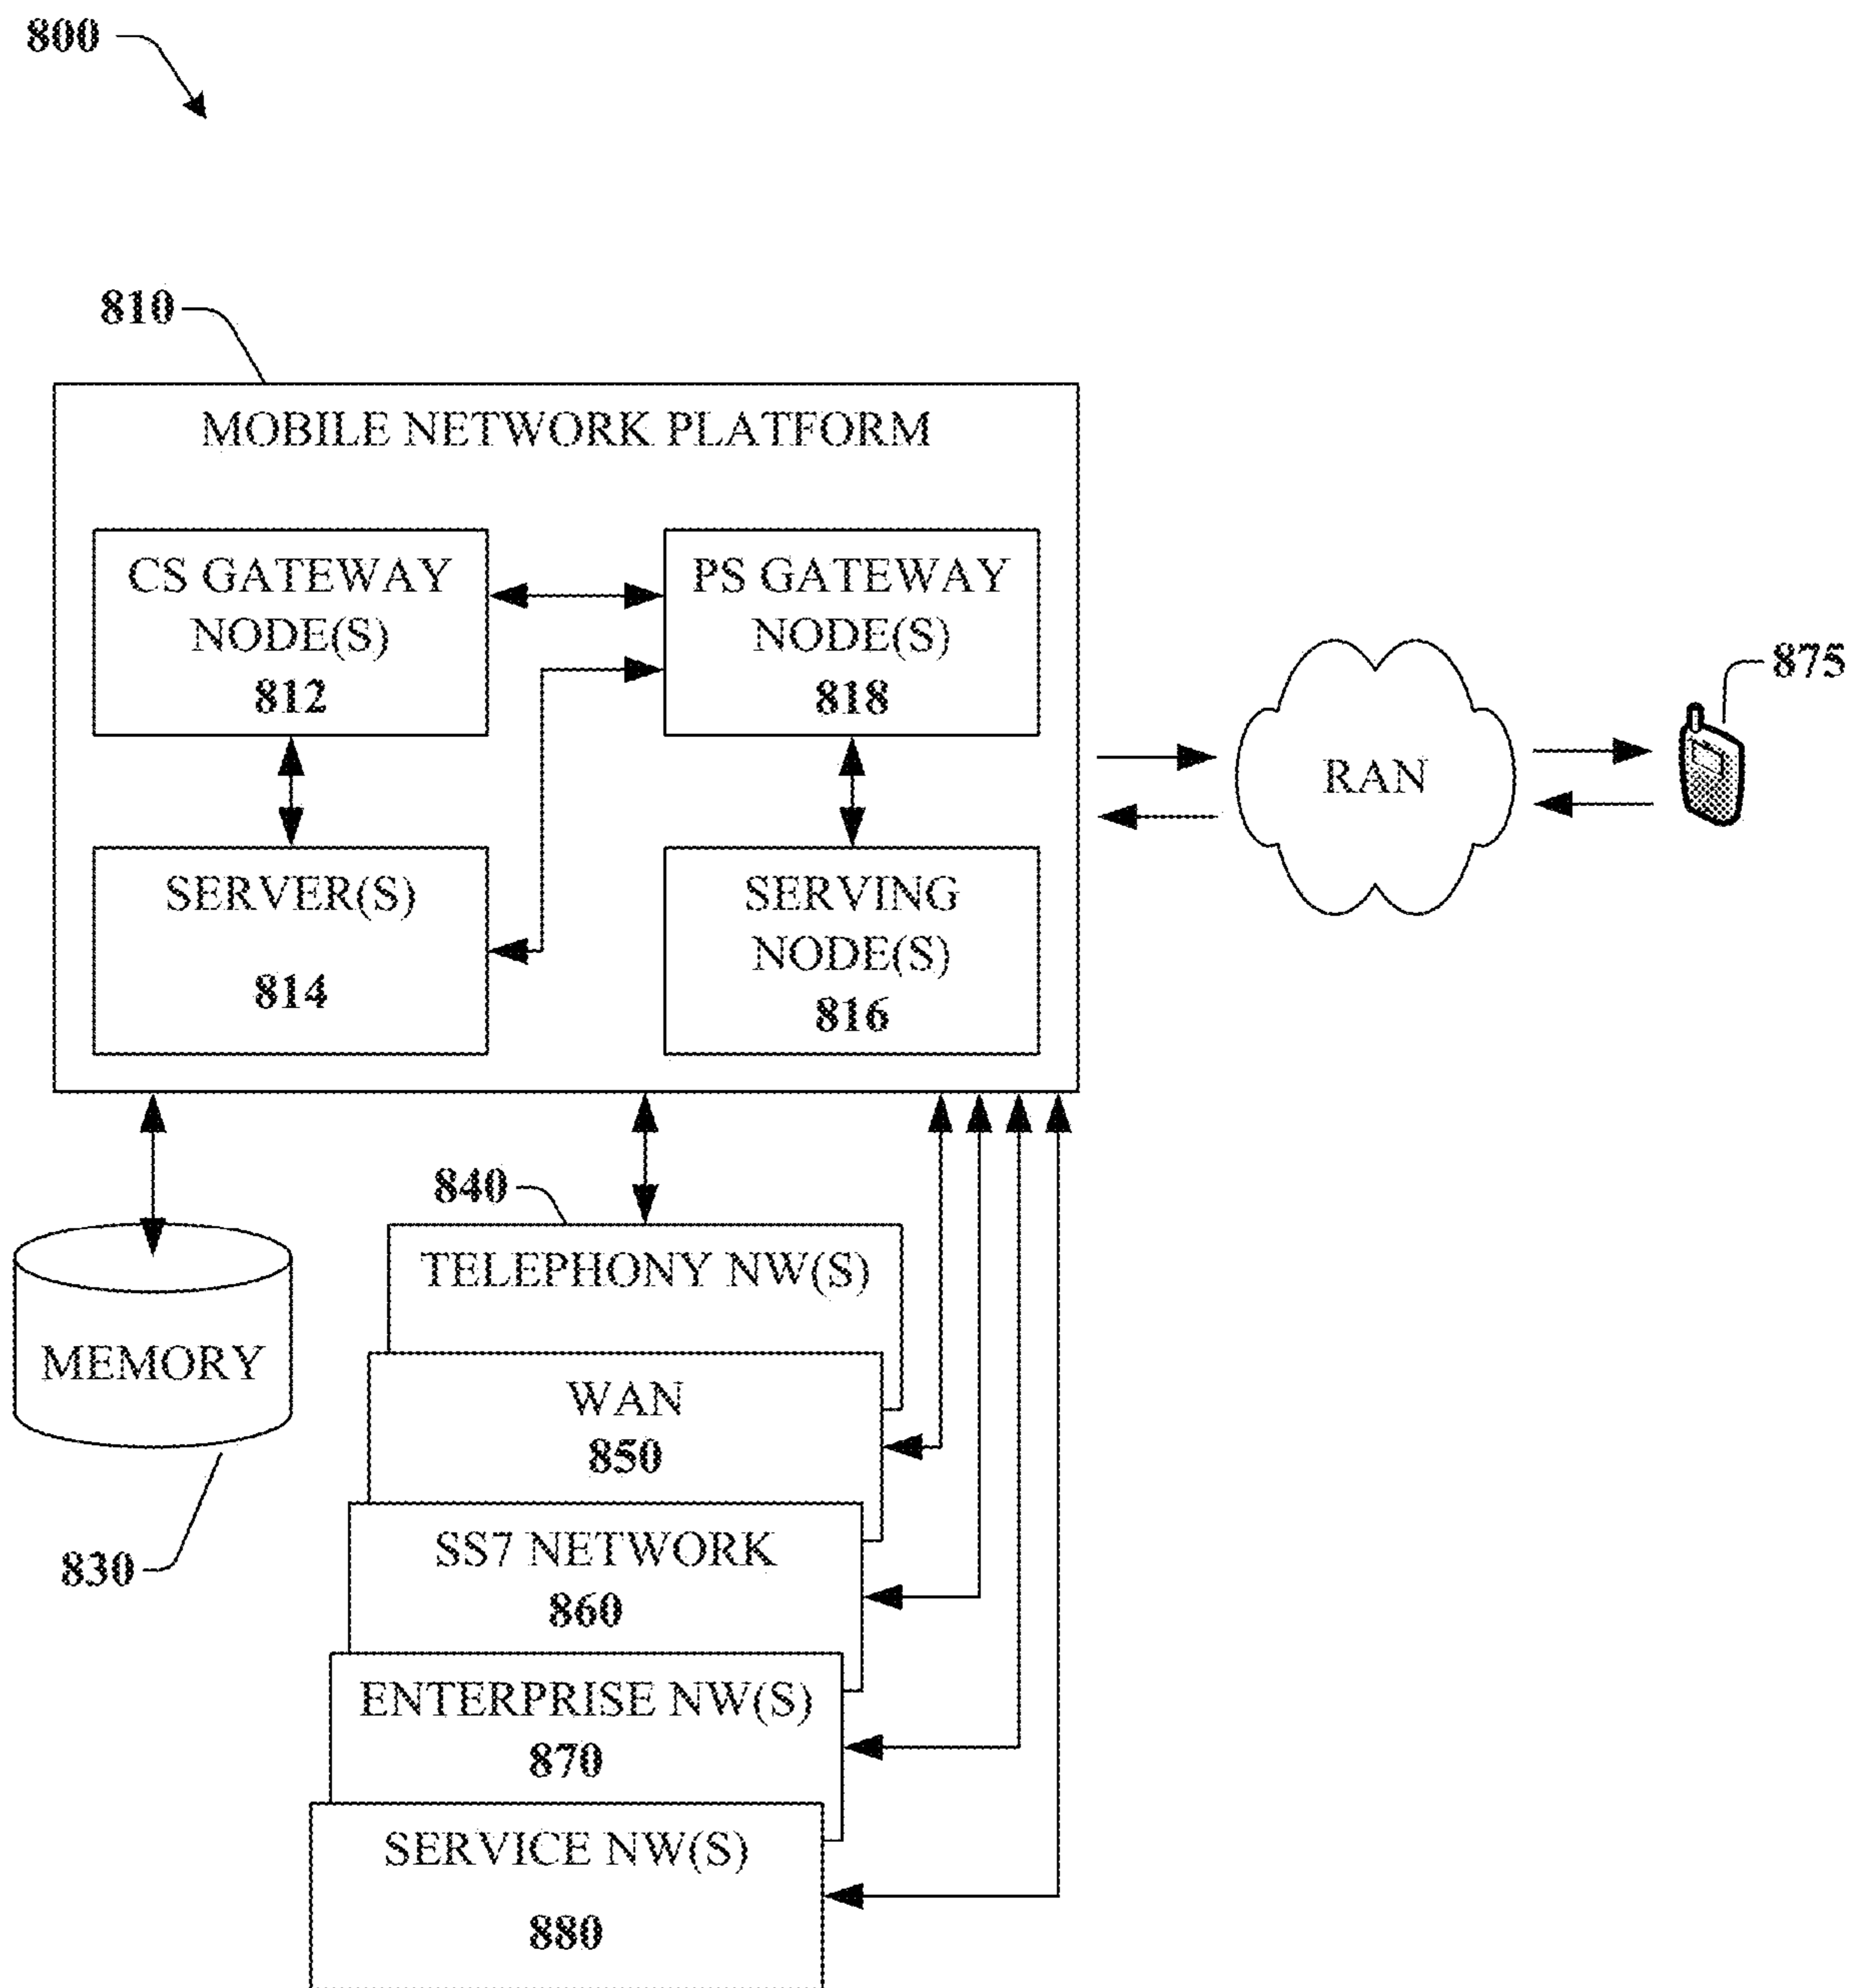 800
810
MOBILE NETWORK PLATFORM
CS GATEWAY
NODE(S)
812
PS GATEWAY
NODE(S)
818
SERVER(S)
814
SERVING
NODE(S)
816
RAN
875
840
TELEPHONY NW(S)
MEMORY
830
WAN
850
SS7 NETWORK
860
ENTERPRISE NW(S)
870
SERVICE NW(S)
880